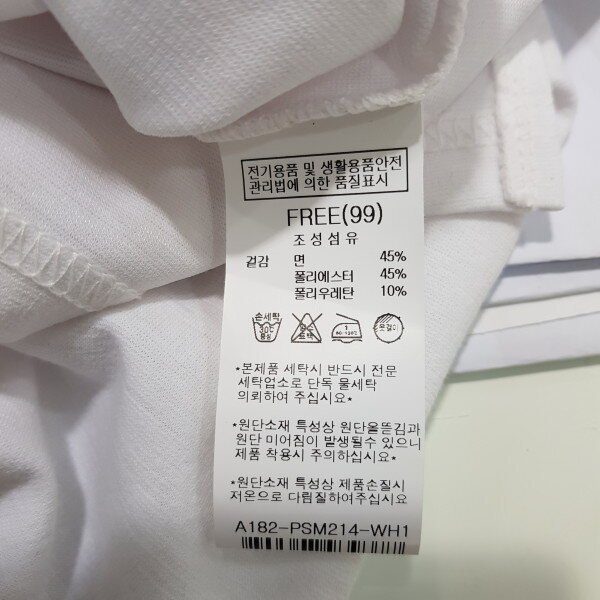 전기용품 및 생활용품안전
관리법에 의한 품질표시
FREE(99)
조성섬유
겉감 면 45%
폴리에스터 45%
폴리우레탄 10%
손세탁
*본제품 세탁시 반드시 전문
세탁업소로 단독 물세탁
의뢰하여 주십시요*
*원단소재 특성상 원단올뜯김과
원단 미어짐이 발생될수 있으니
제품 착용시 주의하십시요*
*원단소재 특성상 제품손질시
저온으로 다림질하여주십시요
A182-PSM214-WH1